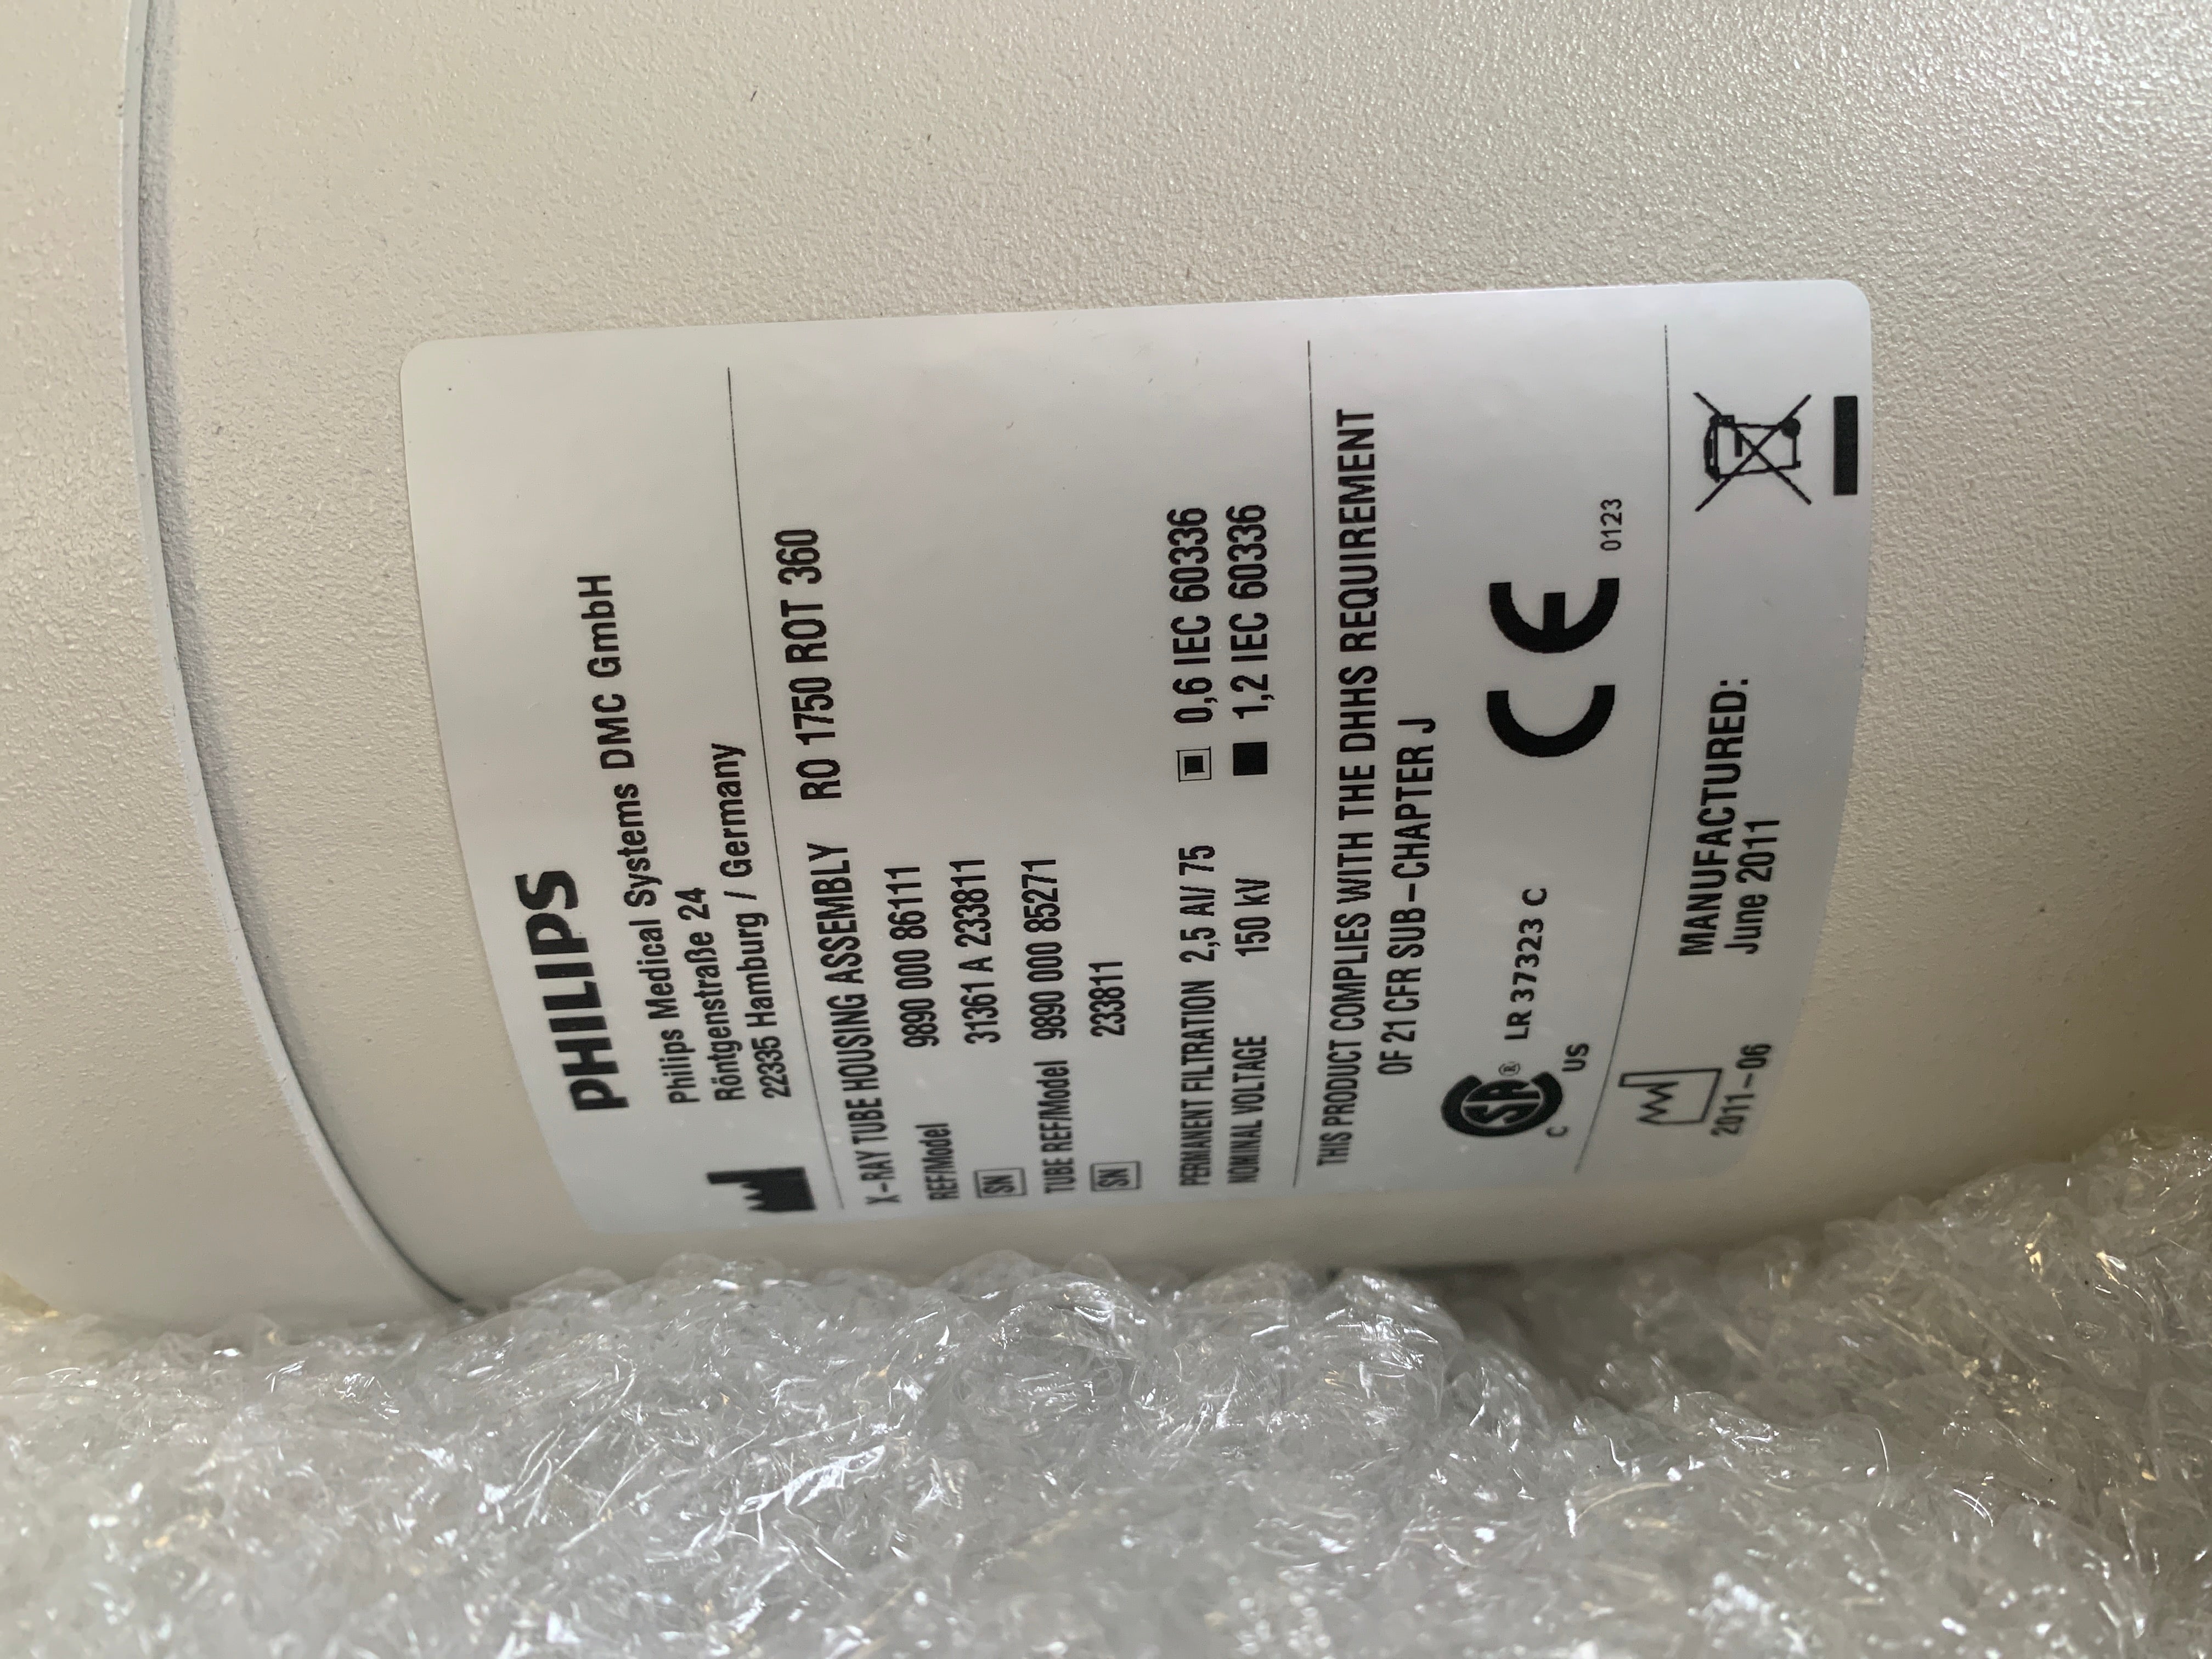 PHILIPS
Philips Medical Systems DMC GmbH
Röntgenstraße 24
22335 Hamburg / Germany
X-RAY TUBE HOUSING ASSEMBLY RO 1750 ROT 360
REF/Model 9890 000 86111
SN 31361 A 233811
TUBE REF/Model 9890 000 85271
SN 233811
PERMANENT FILTRATION 2,5 Al/ 75 0,6 IEC 60336
NOMINAL VOLTAGE 150 kV 1,2 IEC 60336
THIS PRODUCT COMPLIES WITH THE DHHS REQUIREMENT
OF 21 CFR SUB-CHAPTER J
C SA ® US LR 37323 C CE 0123
2011-06
MANUFACTURED:
June 2011